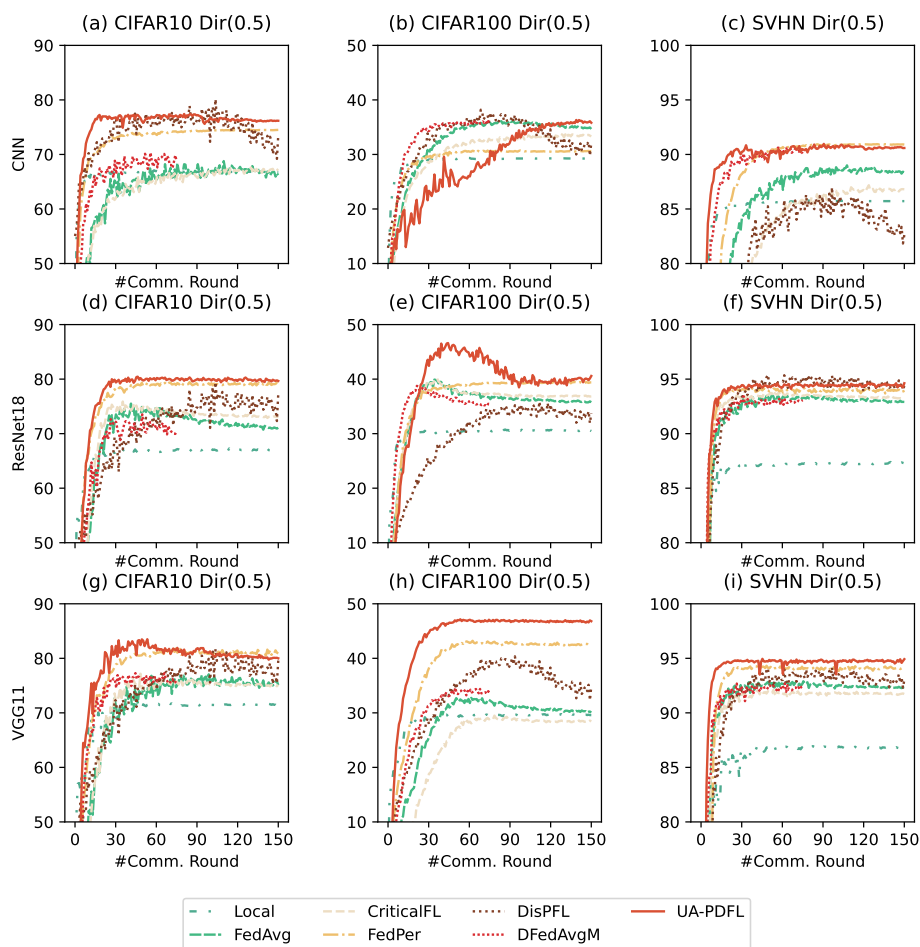 (a) CIFAR10 Dir(0.5) (b) CIFAR100 Dir(0.5) (c) SVHN Dir(0.5)
90 50 100
80 40 95
CNN 70 30 90
60 20 85
50 10 80
#Comm. Round #Comm. Round #Comm. Round
(d) CIFAR10 Dir(0.5) (e) CIFAR100 Dir(0.5) (f) SVHN Dir(0.5)
90 50 100
80 40 95
ResNet18 70 30 90
60 20 85
50 10 80
#Comm. Round #Comm. Round #Comm. Round
(g) CIFAR10 Dir(0.5) (h) CIFAR100 Dir(0.5) (i) SVHN Dir(0.5)
90 50 100
80 40 95
VGG11 70 30 90
60 20 85
50 10 80
0 30 60 90 120 150 0 30 60 90 120 150 0 30 60 90 120 150
#Comm. Round #Comm. Round #Comm. Round
Local CriticalFL DisPFL UA-PDFL
FedAvg FedPer DFedAvgM